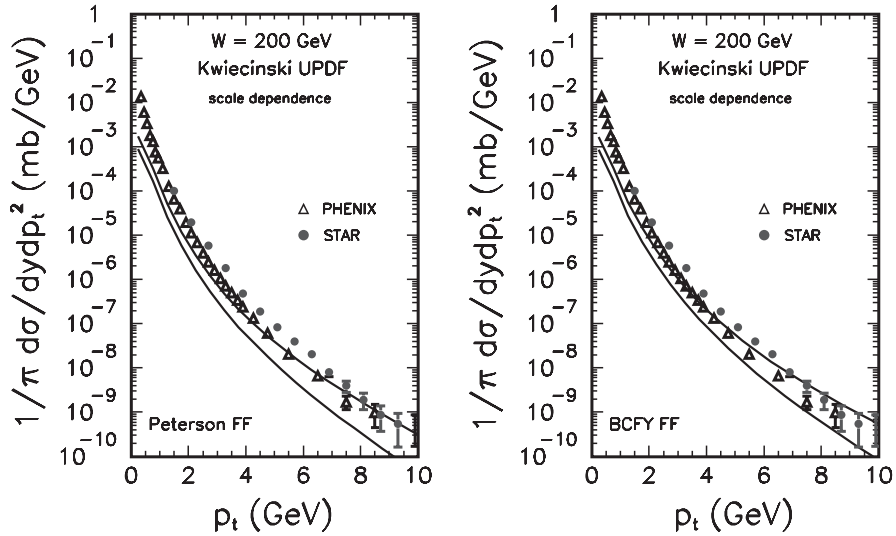 1/π dσ/dydp_t^2 (mb/GeV)
1
10^-1
10^-2
10^-3
10^-4
10^-5
10^-6
10^-7
10^-8
10^-9
10^-10
W = 200 GeV
Kwiecinski UPDF
scale dependence
PHENIX
STAR
Peterson FF
0 2 4 6 8 10
p_t (GeV)
1/π dσ/dydp_t^2 (mb/GeV)
1
10^-1
10^-2
10^-3
10^-4
10^-5
10^-6
10^-7
10^-8
10^-9
10^-10
W = 200 GeV
Kwiecinski UPDF
scale dependence
PHENIX
STAR
BCFY FF
0 2 4 6 8 10
p_t (GeV)